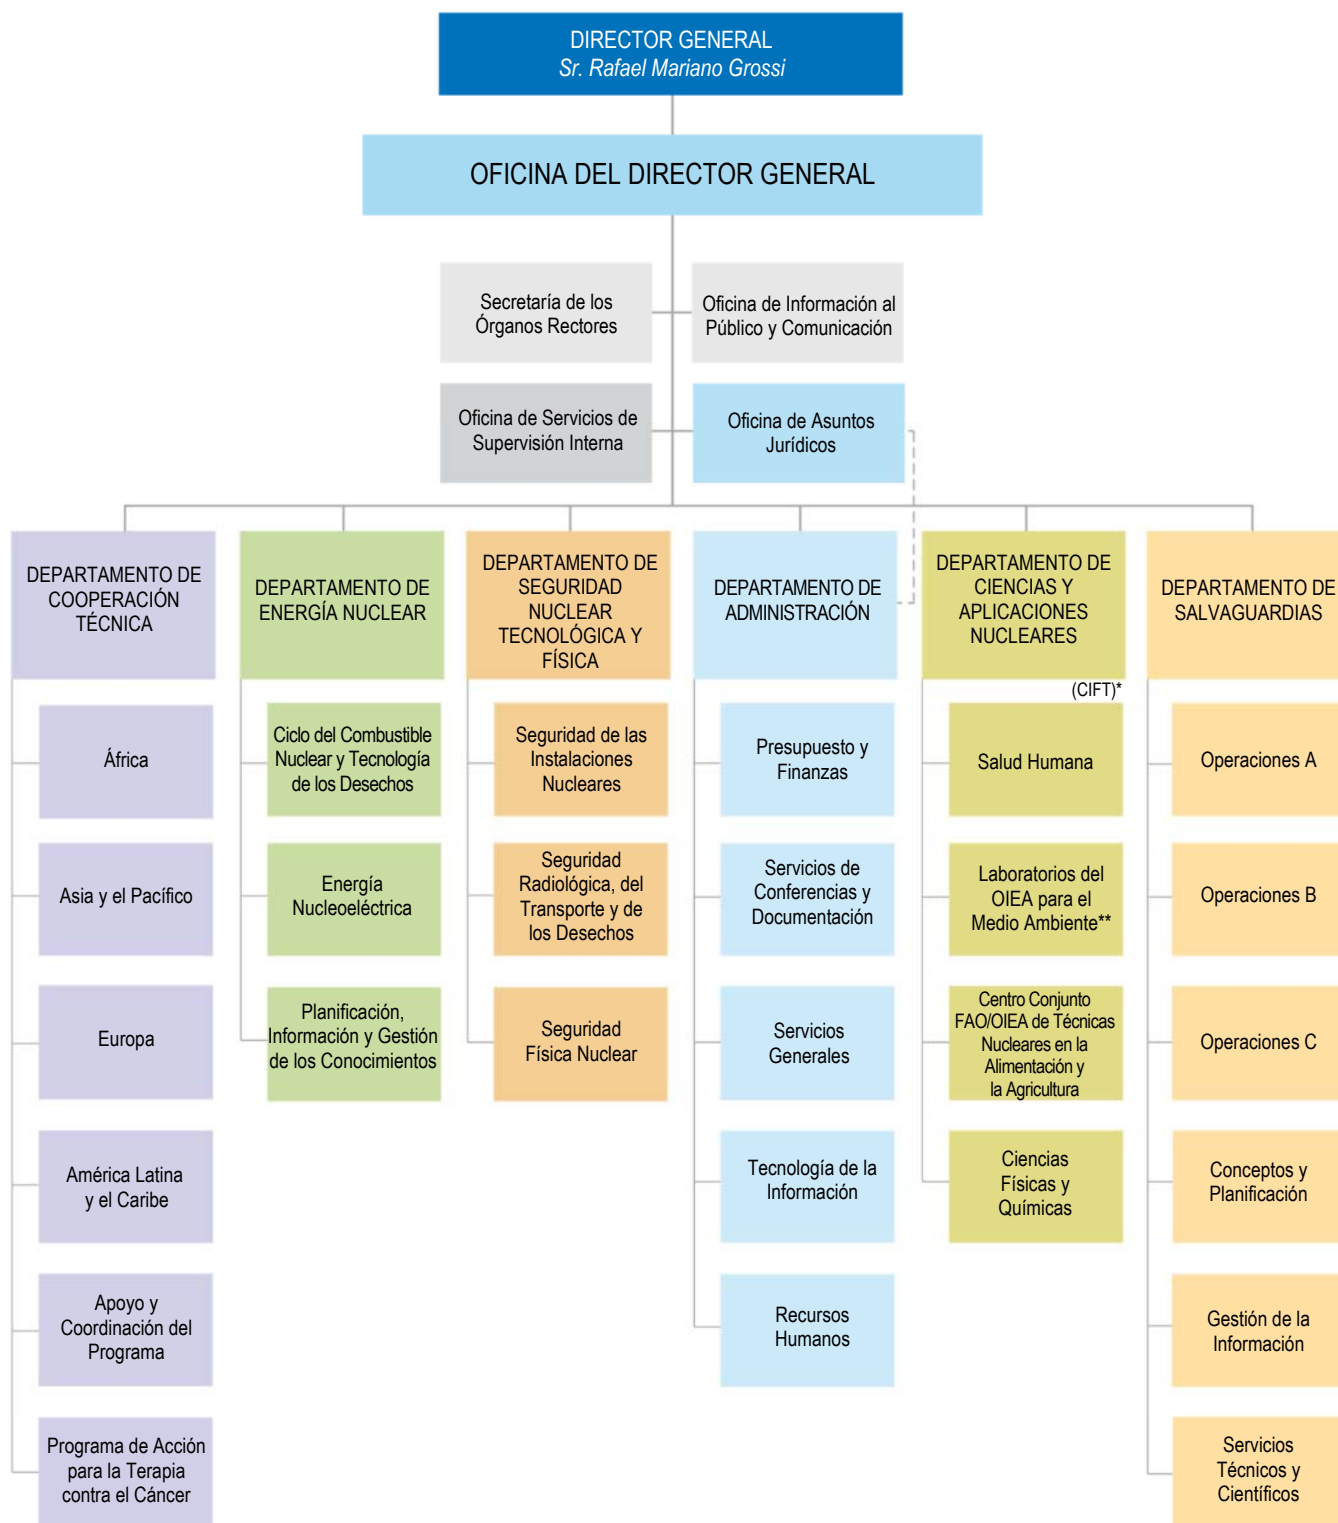 DIRECTOR GENERAL
Sr. Rafael Mariano Grossi
OFICINA DEL DIRECTOR GENERAL
Secretaría de los
Órganos Rectores
Oficina de Información al
Público y Comunicación
Oficina de Servicios de
Supervisión Interna
Oficina de Asuntos
Jurídicos
DEPARTAMENTO DE
COOPERACIÓN
TÉCNICA
África
Asia y el Pacífico
Europa
América Latina
y el Caribe
Apoyo y
Coordinación del
Programa
Programa de Acción
para la Terapia
contra el Cáncer
DEPARTAMENTO DE
ENERGÍA NUCLEAR
Ciclo del Combustible
Nuclear y Tecnología
de los Desechos
Energía
Nucleoeléctrica
Planificación,
Información y Gestión
de los Conocimientos
DEPARTAMENTO DE
SEGURIDAD
NUCLEAR
TECNOLÓGICA Y
FÍSICA
Seguridad de las
Instalaciones
Nucleares
Seguridad
Radiológica, del
Transporte y de
los Desechos
Seguridad
Física Nuclear
DEPARTAMENTO DE
ADMINISTRACIÓN
Presupuesto y
Finanzas
Servicios de
Conferencias y
Documentación
Servicios
Generales
Tecnología de la
Información
Recursos
Humanos
DEPARTAMENTO DE
CIENCIAS Y
APLICACIONES
NUCLEARES
(CIFT)*
Salud Humana
Laboratorios del
OIEA para el
Medio Ambiente**
Centro Conjunto
FAO/OIEA de Técnicas
Nucleares en la
Alimentación y
la Agricultura
Ciencias
Físicas y
Químicas
DEPARTAMENTO DE
SALVAGUARDIAS
Operaciones A
Operaciones B
Operaciones C
Conceptos y
Planificación
Gestión de la
Información
Servicios
Técnicos y
Científicos